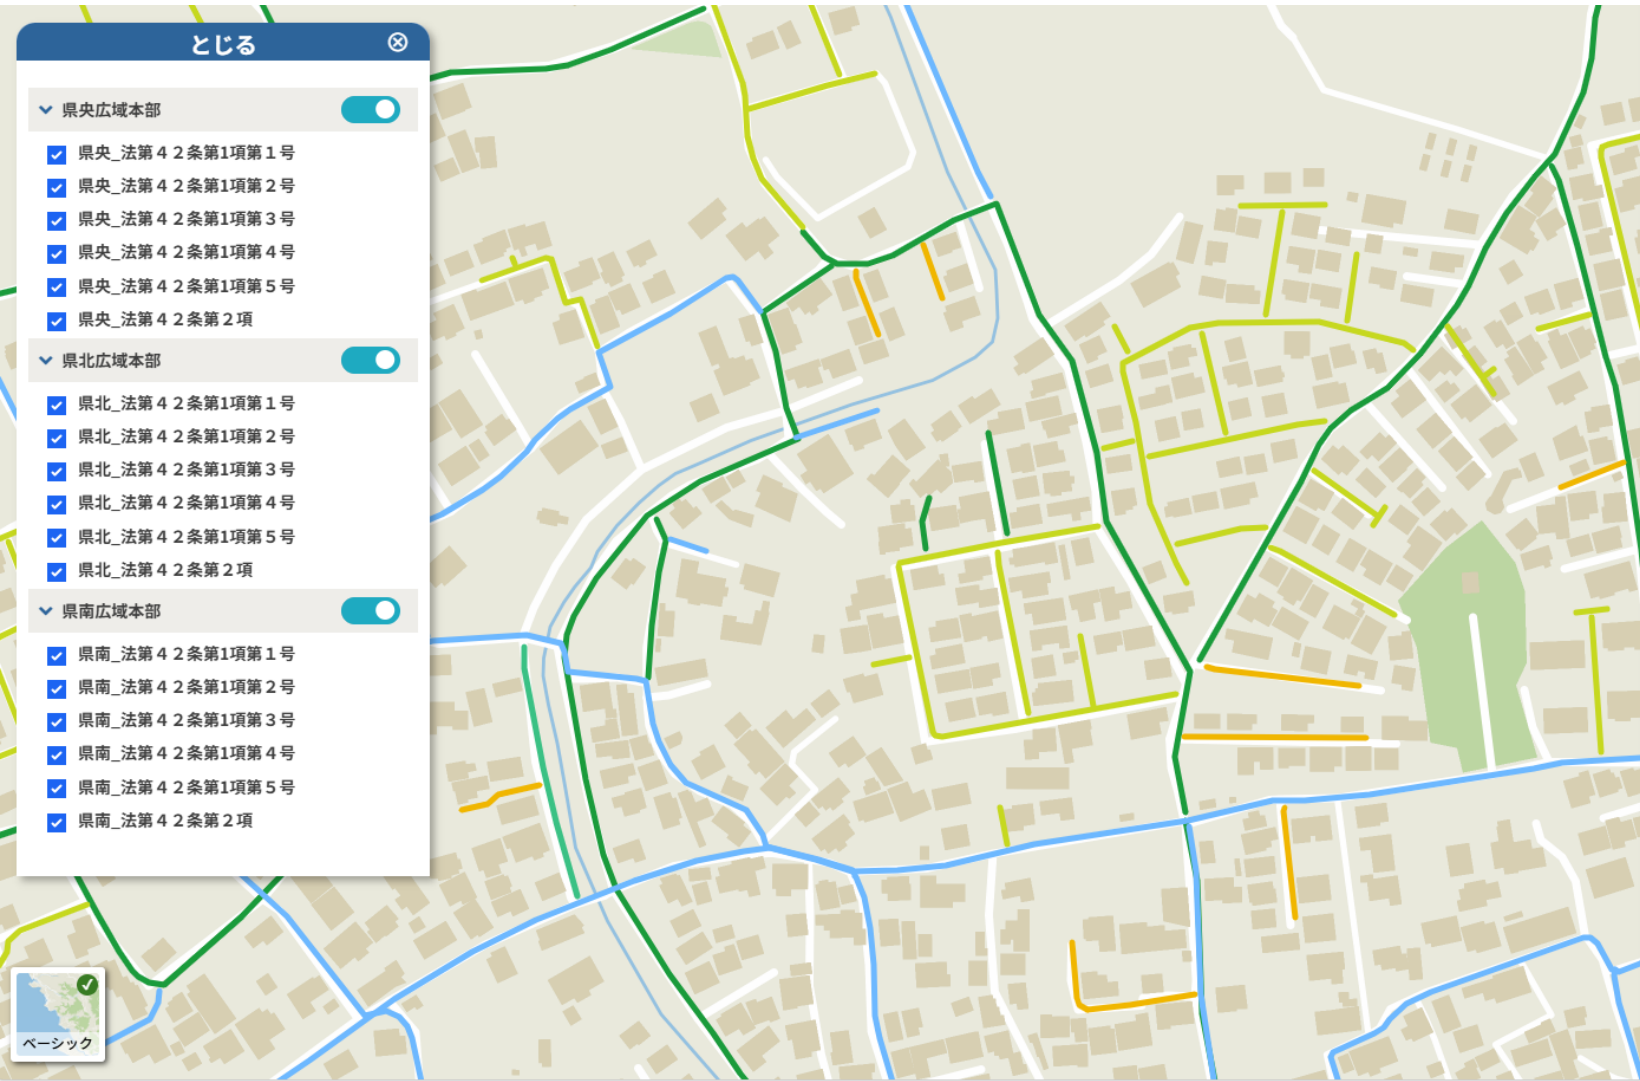 とじる
県央広域本部
県央_法第４２条第1項第１号
県央_法第４２条第1項第２号
県央_法第４２条第1項第３号
県央_法第４２条第1項第４号
県央_法第４２条第1項第５号
県央_法第４２条第２項
県北広域本部
県北_法第４２条第1項第１号
県北_法第４２条第1項第２号
県北_法第４２条第1項第３号
県北_法第４２条第1項第４号
県北_法第４２条第1項第５号
県北_法第４２条第２項
県南広域本部
県南_法第４２条第1項第１号
県南_法第４２条第1項第２号
県南_法第４２条第1項第３号
県南_法第４２条第1項第４号
県南_法第４２条第1項第５号
県南_法第４２条第２項
ベーシック